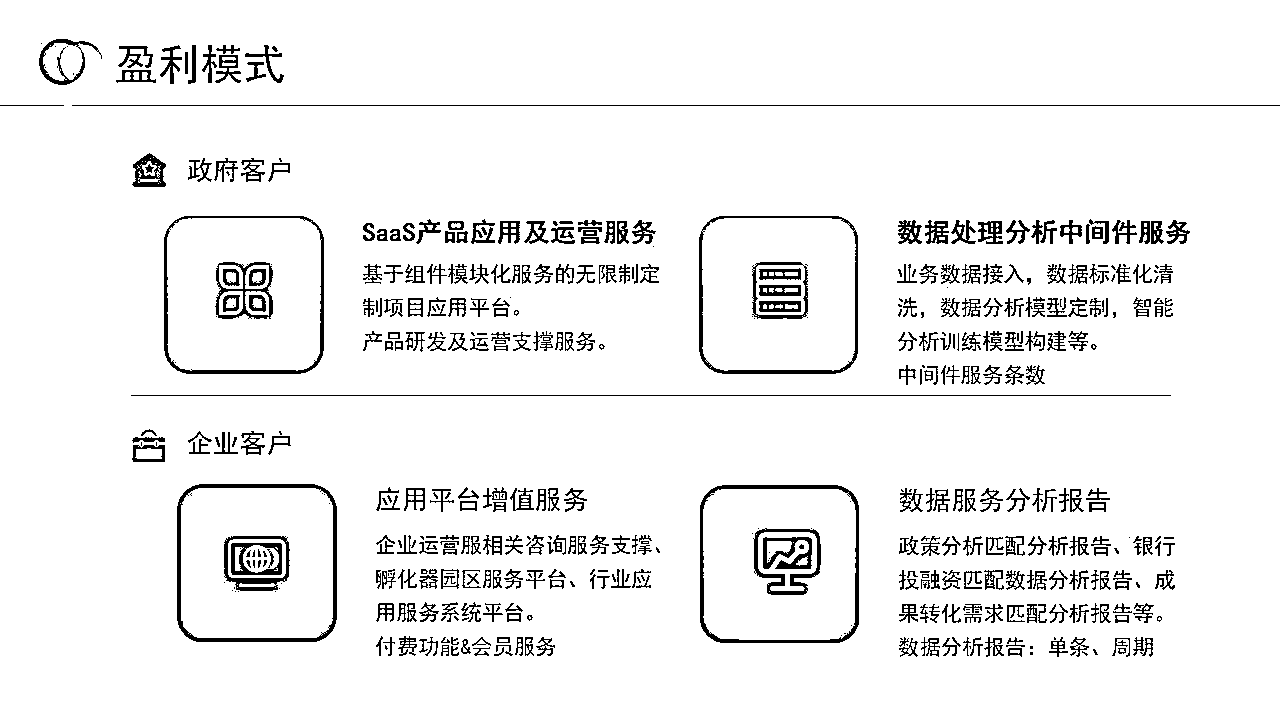 盈利模式
政府客户
SaaS产品应用及运营服务
基于组件模块化服务的无限制定
制项目应用平台。
产品研发及运营支撑服务。
数据处理分析中间件服务
业务数据接入，数据标准化清
洗，数据分析模型定制，智能
分析训练模型构建等。
中间件服务条数
企业客户
应用平台增值服务
企业运营服相关咨询服务支撑、
孵化器园区服务平台、行业应
用服务系统平台。
付费功能&会员服务
数据服务分析报告
政策分析匹配分析报告、银行
投融资匹配数据分析报告、成
果转化需求匹配分析报告等。
数据分析报告：单条、周期